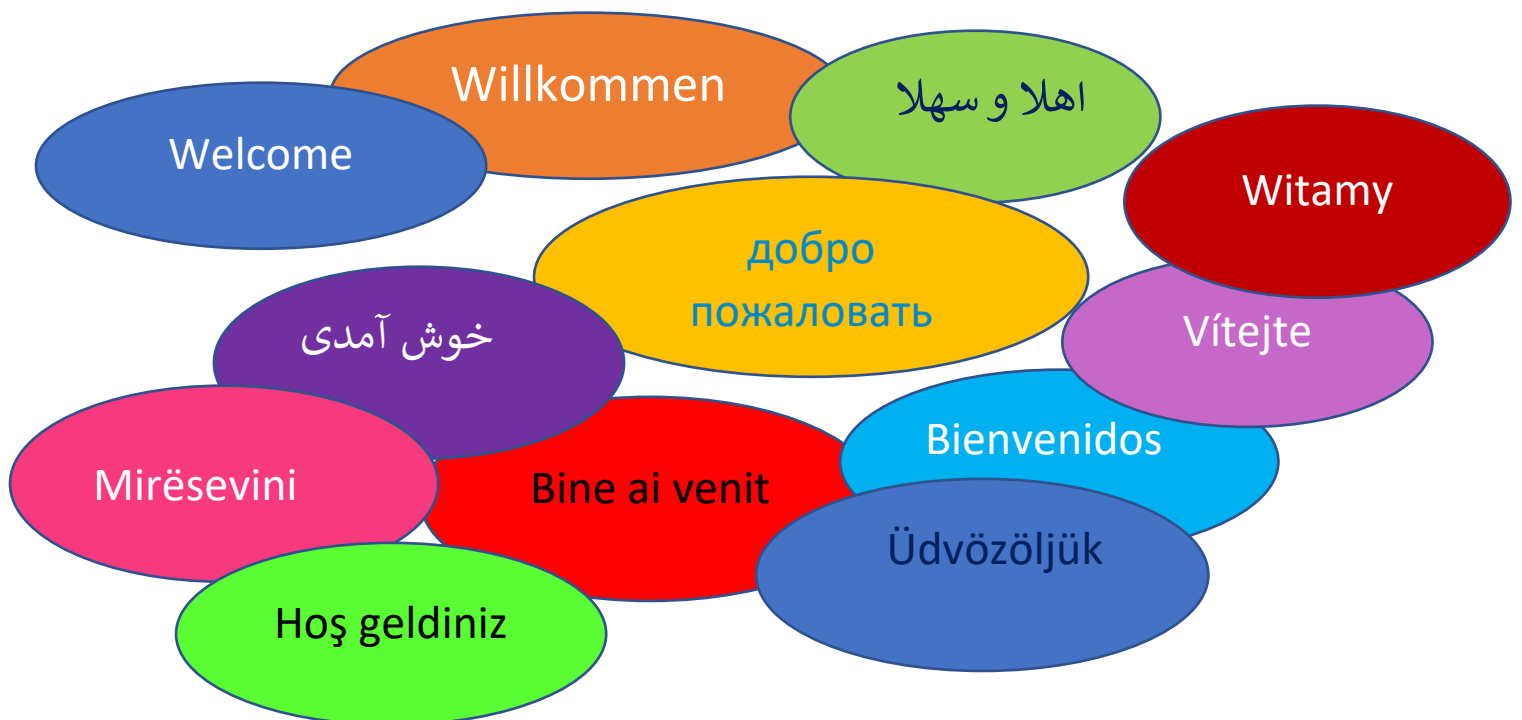 Willkommen
اهلا و سهلا
Welcome
Witamy
добро
пожаловать
Vítejte
خوش آمدی
Bienvenidos
Mirësevini
Bine ai venit
Üdvözöljük
Hoş geldiniz